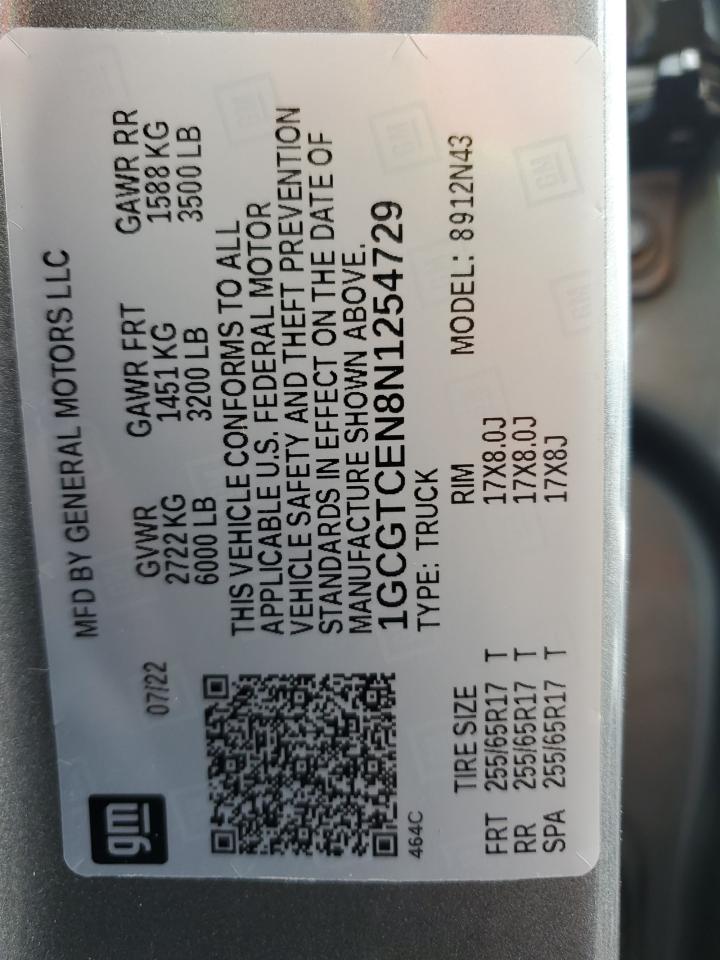 gm
07/22
MFD BY GENERAL MOTORS LLC
GVWR GAWR FRT GAWR RR
2722 KG 1451 KG 1588 KG
6000 LB 3200 LB 3500 LB
THIS VEHICLE CONFORMS TO ALL
APPLICABLE U.S. FEDERAL MOTOR
VEHICLE SAFETY AND THEFT PREVENTION
STANDARDS IN EFFECT ON THE DATE OF
MANUFACTURE SHOWN ABOVE.
1GCGTCEN8N1254729
464C
TYPE: TRUCK
TIRE SIZE RIM MODEL: 8912N43
FRT 255/65R17 T 17X8.0J
RR 255/65R17 T 17X8.0J
SPA 255/65R17 T 17X8J